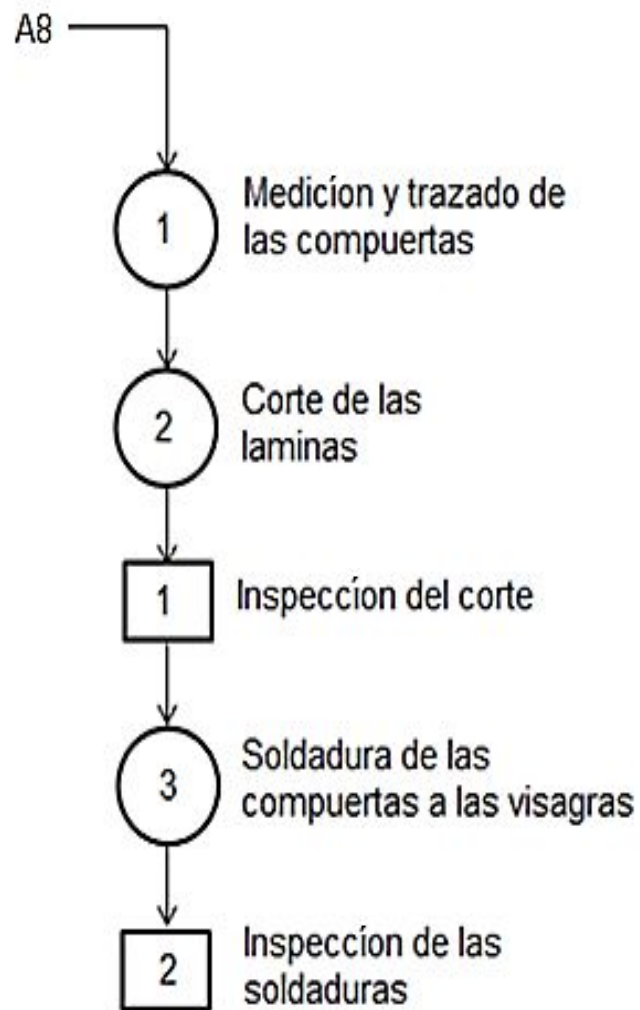 A8
1
Medicíon y trazado de
las compuertas
2
Corte de las
laminas
1
Inspeccíon del corte
3
Soldadura de las
compuertas a las visagras
2
Inspeccíon de las
soldaduras